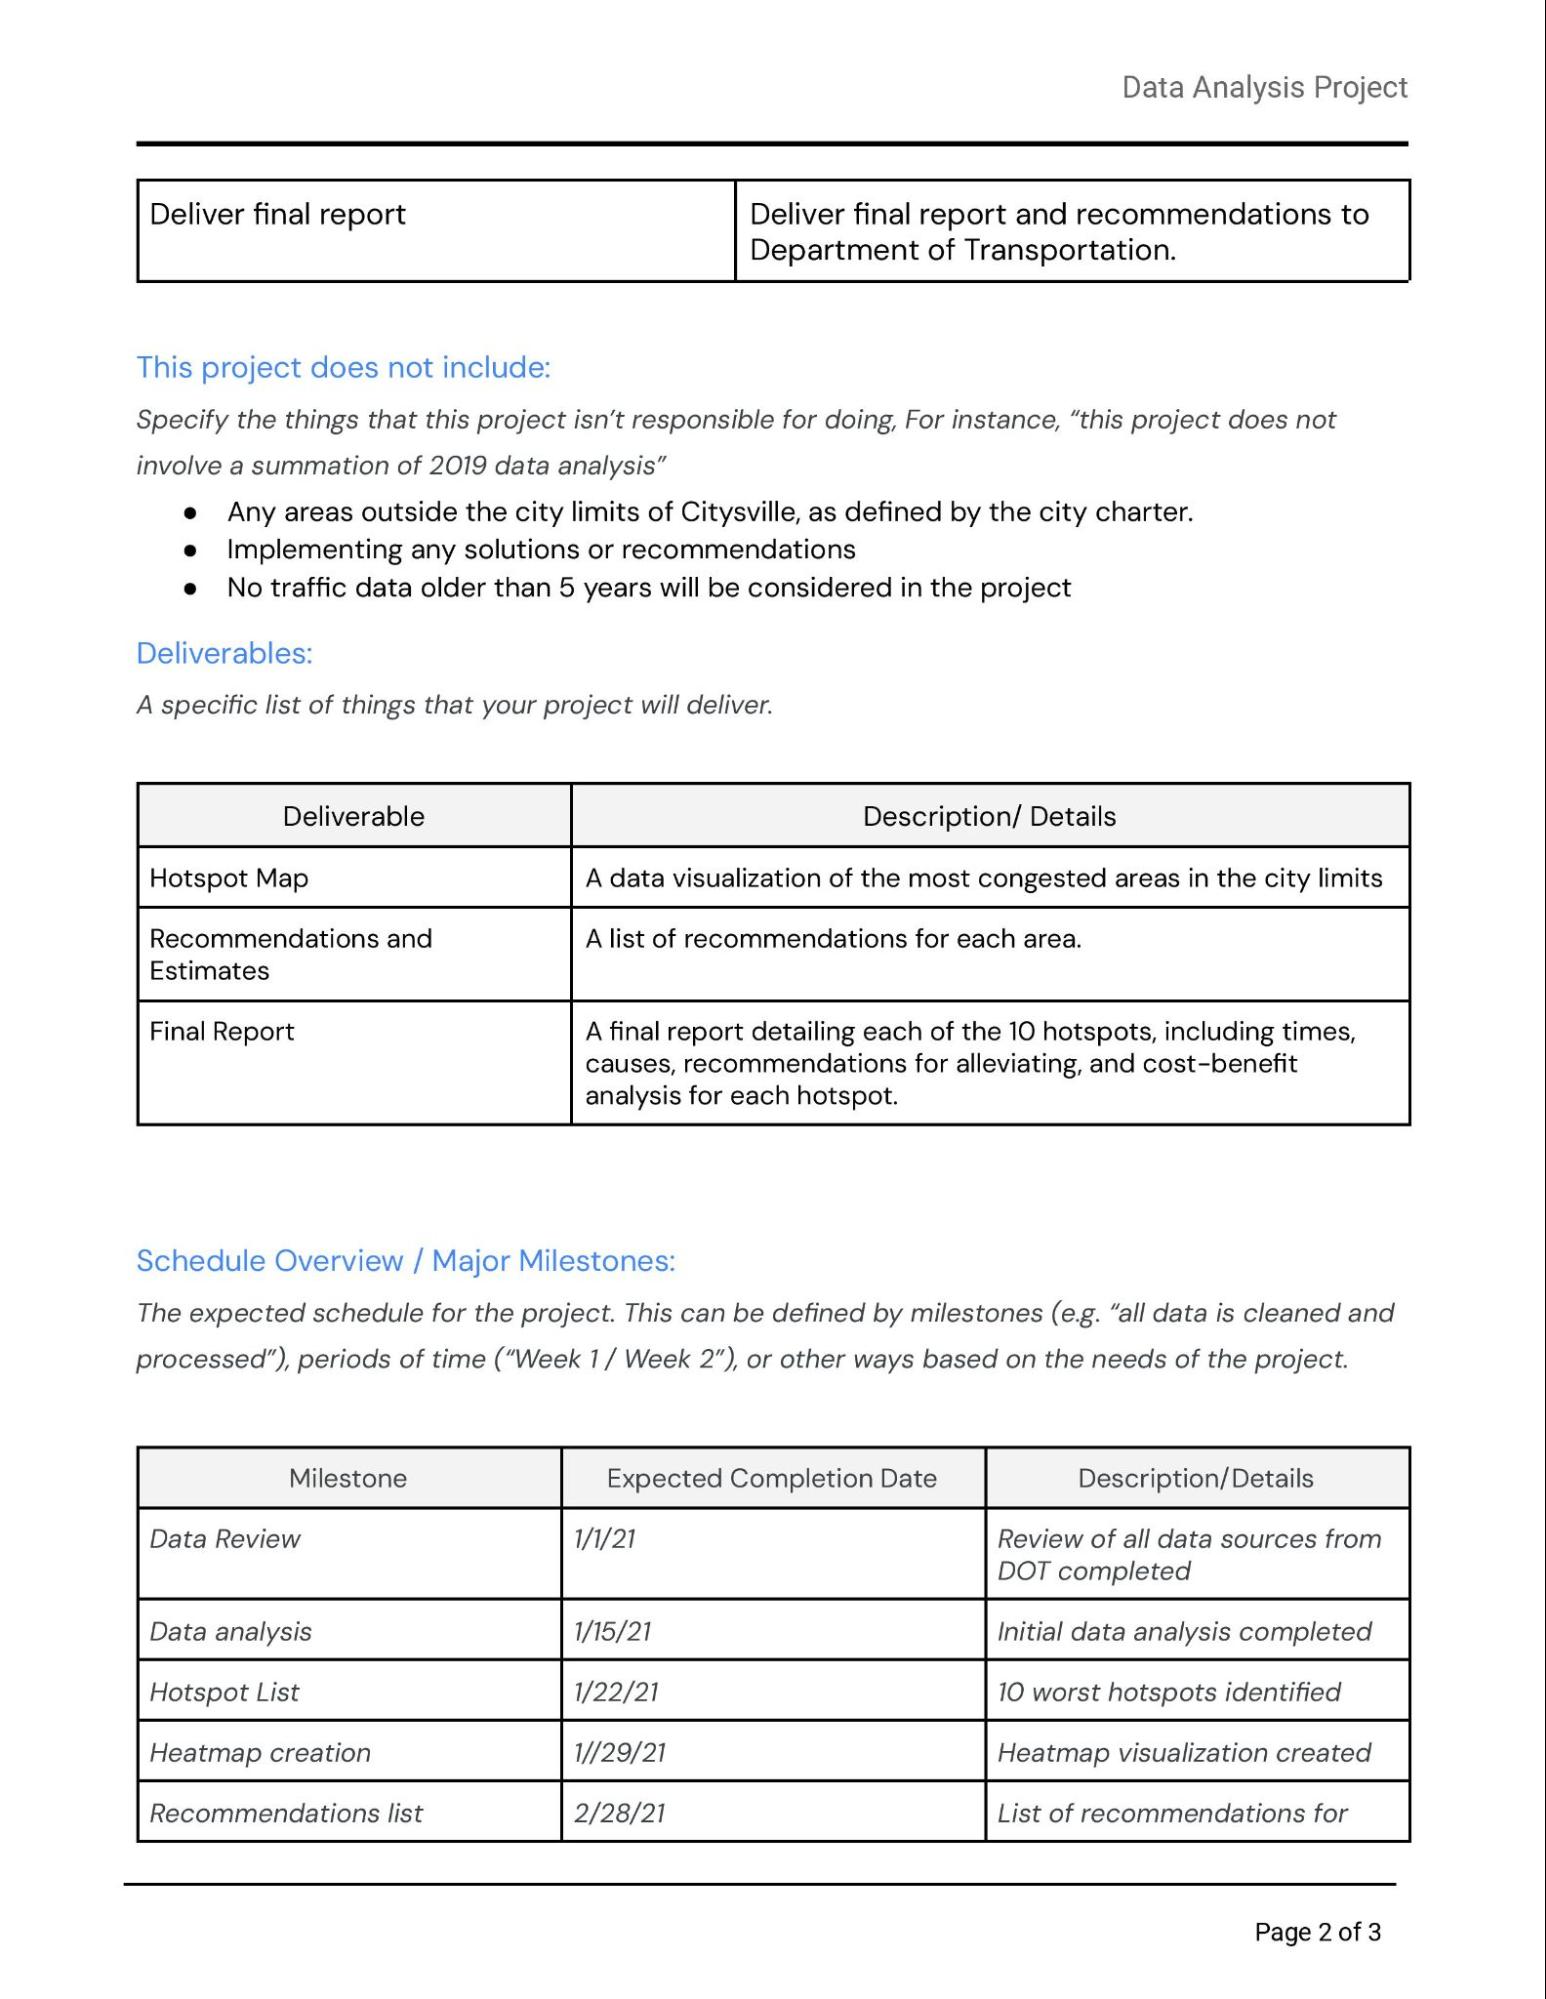 Data Analysis Project
Deliver final report
Deliver final report and recommendations to
Department of Transportation.
This project does not include:
Specify the things that this project isn’t responsible for doing, For instance, “this project does not
involve a summation of 2019 data analysis”
● Any areas outside the city limits of Citysville, as defined by the city charter.
● Implementing any solutions or recommendations
● No traffic data older than 5 years will be considered in the project
Deliverables:
A specific list of things that your project will deliver.
Deliverable
Description/ Details
Hotspot Map
A data visualization of the most congested areas in the city limits
Recommendations and
Estimates
A list of recommendations for each area.
Final Report
A final report detailing each of the 10 hotspots, including times,
causes, recommendations for alleviating, and cost-benefit
analysis for each hotspot.
Schedule Overview / Major Milestones:
The expected schedule for the project. This can be defined by milestones (e.g. “all data is cleaned and
processed”), periods of time (“Week 1 / Week 2”), or other ways based on the needs of the project.
Milestone
Expected Completion Date
Description/Details
Data Review
1/1/21
Review of all data sources from
DOT completed
Data analysis
1/15/21
Initial data analysis completed
Hotspot List
1/22/21
10 worst hotspots identified
Heatmap creation
1//29/21
Heatmap visualization created
Recommendations list
2/28/21
List of recommendations for
Page 2 of 3